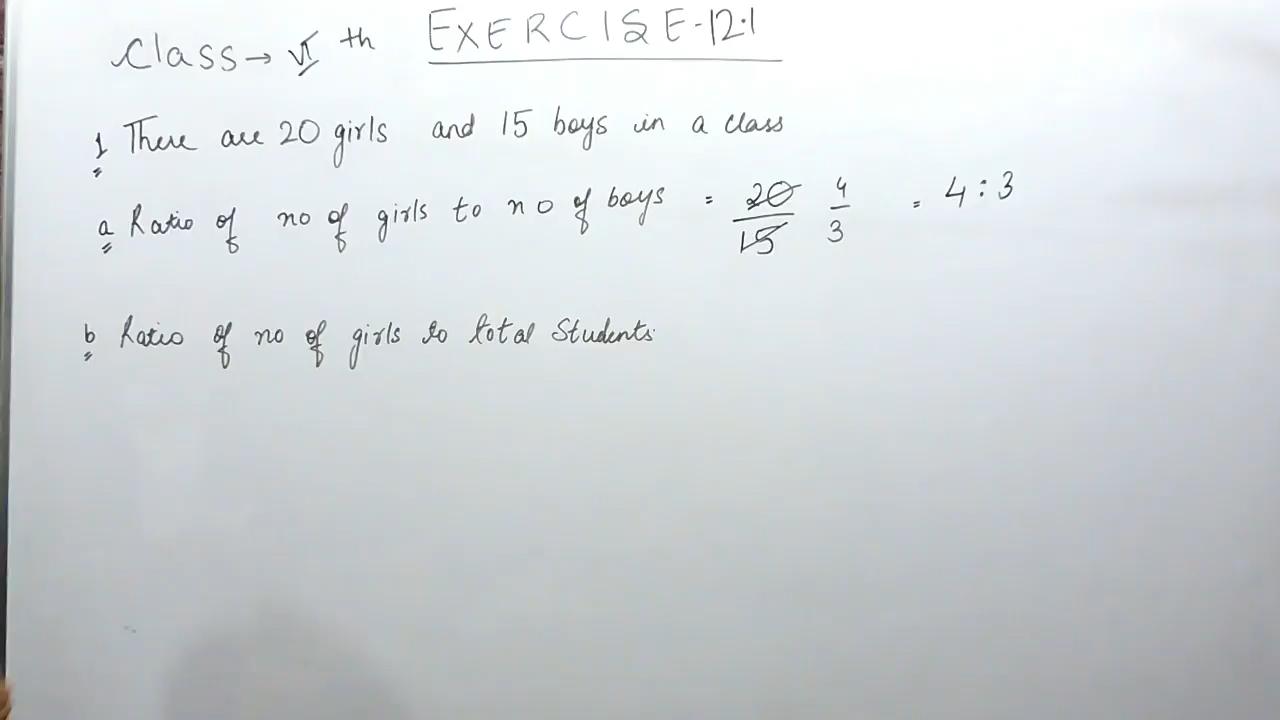 Class → VI th EXERCISE-12.1
1 There are 20 girls and 15 boys in a class
a Ratio of no of girls to no of boys = 20/15 4/3 = 4:3
b Ratio of no of girls to total Students